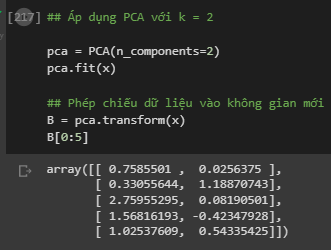 [217] ## Áp dụng PCA với k = 2
pca = PCA(n_components=2)
pca.fit(x)
## Phép chiếu dữ liệu vào không gian mới
B = pca.transform(x)
B[0:5]
array([[ 0.7585501 ,  0.0256375 ],
[ 0.33055644,  1.18870743],
[ 2.75955295,  0.08190501],
[ 1.56816193, -0.42347928],
[ 1.02537609,  0.54335425]])